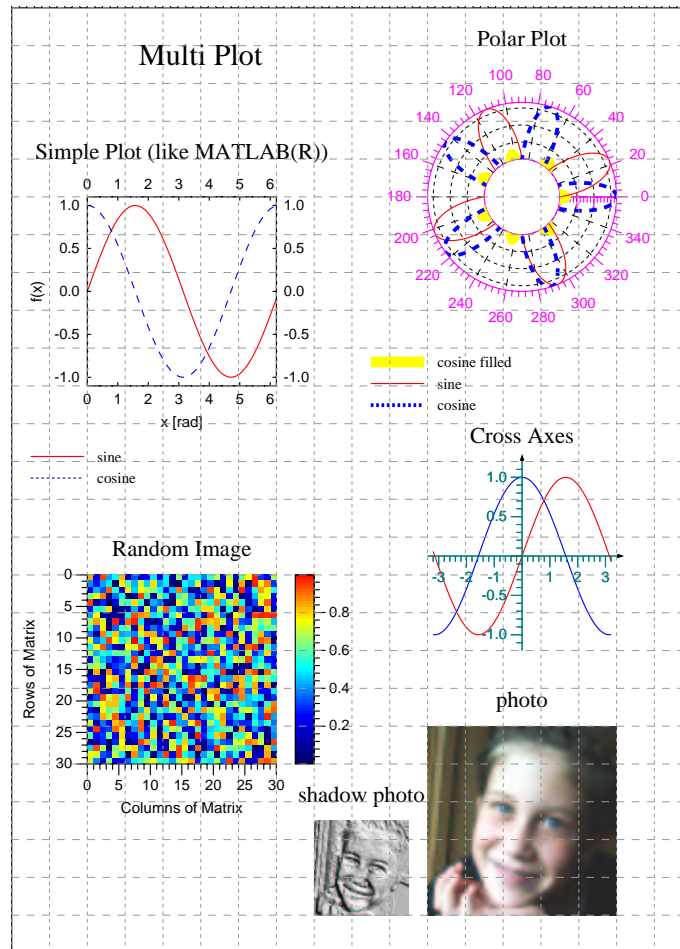 Multi Plot
Simple Plot (like MATLAB(R))
0 1 2 3 4 5 6
1.0 1.0
0.5 0.5
0.0 0.0
-0.5 -0.5
-1.0 -1.0
f(x)
0 1 2 3 4 5 6
x [rad]
sine
cosine
Polar Plot
0
20
40
60
80
100
120
140
160
180
200
220
240
260
280
300
320
340
cosine filled
sine
cosine
Cross Axes
1.0
0.5
-3 -2 -1 0 1 2 3
-0.5
-1.0
Random Image
0
5
10
15
20
25
30
Rows of Matrix
0 5 10 15 20 25 30
Columns of Matrix
0.8
0.6
0.4
0.2
shadow photo
photo